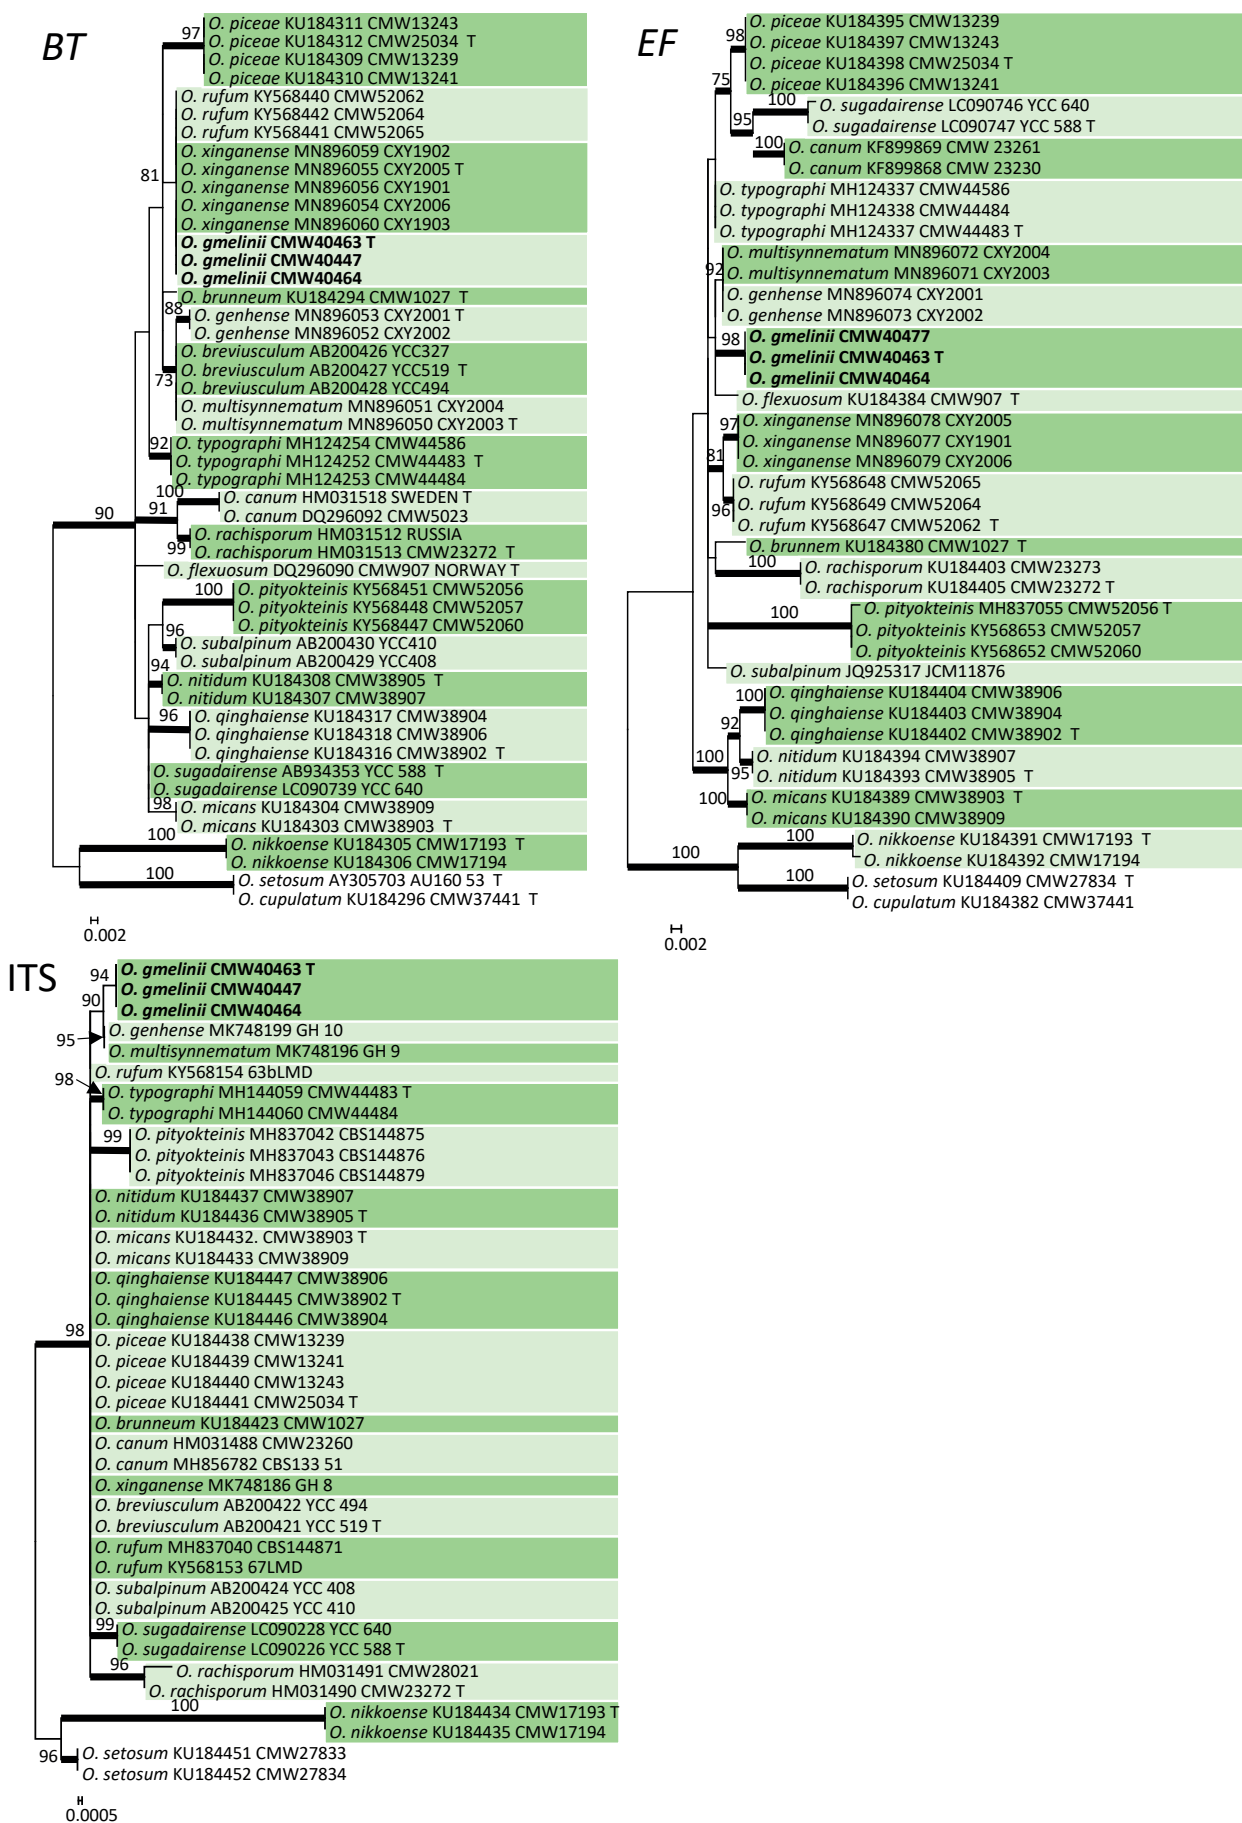 BT
97
O. piceae KU184311 CMW13243
O. piceae KU184312 CMW25034 T
O. piceae KU184309 CMW13239
O. piceae KU184310 CMW13241
O. rufum KY568440 CMW52062
O. rufum KY568442 CMW52064
O. rufum KY568441 CMW52065
O. xinganense MN896059 CXY1902
O. xinganense MN896055 CXY2005 T
81
O. xinganense MN896056 CXY1901
O. xinganense MN896054 CXY2006
O. xinganense MN896060 CXY1903
O. gmelinii CMW40463 T
O. gmelinii CMW40447
O. gmelinii CMW40464
O. brunneum KU184294 CMW1027 T
88
O. genhense MN896053 CXY2001 T
O. genhense MN896052 CXY2002
O. breviusculum AB200426 YCC327
O. breviusculum AB200427 YCC519 T
73
O. breviusculum AB200428 YCC494
O. multisynnematum MN896051 CXY2004
O. multisynnematum MN896050 CXY2003 T
92
O. typographi MH124254 CMW44586
O. typographi MH124252 CMW44483 T
O. typographi MH124253 CMW44484
100
O. canum HM031518 SWEDEN T
91
O. canum DQ296092 CMW5023
90
O. rachisporum HM031512 RUSSIA
99
O. rachisporum HM031513 CMW23272 T
O. flexuosum DQ296090 CMW907 NORWAY T
100
O. pityokteinis KY568451 CMW52056
O. pityokteinis KY568448 CMW52057
O. pityokteinis KY568447 CMW52060
96
O. subalpinum AB200430 YCC410
O. subalpinum AB200429 YCC408
94
O. nitidum KU184308 CMW38905 T
O. nitidum KU184307 CMW38907
96
O. qinghaiense KU184317 CMW38904
O. qinghaiense KU184318 CMW38906
O. qinghaiense KU184316 CMW38902 T
O. sugadairense AB934353 YCC 588 T
O. sugadairense LC090739 YCC 640
98
O. micans KU184304 CMW38909
O. micans KU184303 CMW38903 T
100
O. nikkoense KU184305 CMW17193 T
O. nikkoense KU184306 CMW17194
100
O. setosum AY305703 AU160 53 T
O. cupulatum KU184296 CMW37441 T
0.002
EF
98
O. piceae KU184395 CMW13239
O. piceae KU184397 CMW13243
O. piceae KU184398 CMW25034 T
75
O. piceae KU184396 CMW13241
100
O. sugadairense LC090746 YCC 640
95
O. sugadairense LC090747 YCC 588 T
100
O. canum KF899869 CMW 23261
O. canum KF899868 CMW 23230
O. typographi MH124337 CMW44586
O. typographi MH124338 CMW44484
O. typographi MH124337 CMW44483 T
O. multisynnematum MN896072 CXY2004
92
O. multisynnematum MN896071 CXY2003
O. genhense MN896074 CXY2001
O. genhense MN896073 CXY2002
98
O. gmelinii CMW40477
O. gmelinii CMW40463 T
O. gmelinii CMW40464
O. flexuosum KU184384 CMW907 T
97
O. xinganense MN896078 CXY2005
O. xinganense MN896077 CXY1901
81
O. xinganense MN896079 CXY2006
O. rufum KY568648 CMW52065
O. rufum KY568649 CMW52064
96
O. rufum KY568647 CMW52062 T
O. brunnem KU184380 CMW1027 T
100
O. rachisporum KU184403 CMW23273
O. rachisporum KU184405 CMW23272 T
100
O. pityokteinis MH837055 CMW52056 T
O. pityokteinis KY568653 CMW52057
O. pityokteinis KY568652 CMW52060
O. subalpinum JQ925317 JCM11876
100
O. qinghaiense KU184404 CMW38906
92
O. qinghaiense KU184403 CMW38904
O. qinghaiense KU184402 CMW38902 T
100
O. nitidum KU184394 CMW38907
95
O. nitidum KU184393 CMW38905 T
100
O. micans KU184389 CMW38903 T
O. micans KU184390 CMW38909
100
O. nikkoense KU184391 CMW17193 T
100
O. nikkoense KU184392 CMW17194
100
O. setosum KU184409 CMW27834 T
O. cupulatum KU184382 CMW37441
0.002
ITS
94
O. gmelinii CMW40463 T
O. gmelinii CMW40447
90
O. gmelinii CMW40464
O. genhense MK748199 GH 10
95
O. multisynnematum MK748196 GH 9
O. rufum KY568154 63bLMD
98
O. typographi MH144059 CMW44483 T
O. typographi MH144060 CMW44484
99
O. pityokteinis MH837042 CBS144875
O. pityokteinis MH837043 CBS144876
O. pityokteinis MH837046 CBS144879
O. nitidum KU184437 CMW38907
O. nitidum KU184436 CMW38905 T
O. micans KU184432. CMW38903 T
O. micans KU184433 CMW38909
O. qinghaiense KU184447 CMW38906
O. qinghaiense KU184445 CMW38902 T
O. qinghaiense KU184446 CMW38904
98
O. piceae KU184438 CMW13239
O. piceae KU184439 CMW13241
O. piceae KU184440 CMW13243
O. piceae KU184441 CMW25034 T
O. brunneum KU184423 CMW1027
O. canum HM031488 CMW23260
O. canum MH856782 CBS133 51
O. xinganense MK748186 GH 8
O. breviusculum AB200422 YCC 494
O. breviusculum AB200421 YCC 519 T
O. rufum MH837040 CBS144871
O. rufum KY568153 67LMD
O. subalpinum AB200424 YCC 408
O. subalpinum AB200425 YCC 410
99
O. sugadairense LC090228 YCC 640
O. sugadairense LC090226 YCC 588 T
96
O. rachisporum HM031491 CMW28021
O. rachisporum HM031490 CMW23272 T
100
O. nikkoense KU184434 CMW17193 T
O. nikkoense KU184435 CMW17194
96
O. setosum KU184451 CMW27833
O. setosum KU184452 CMW27834
0.0005